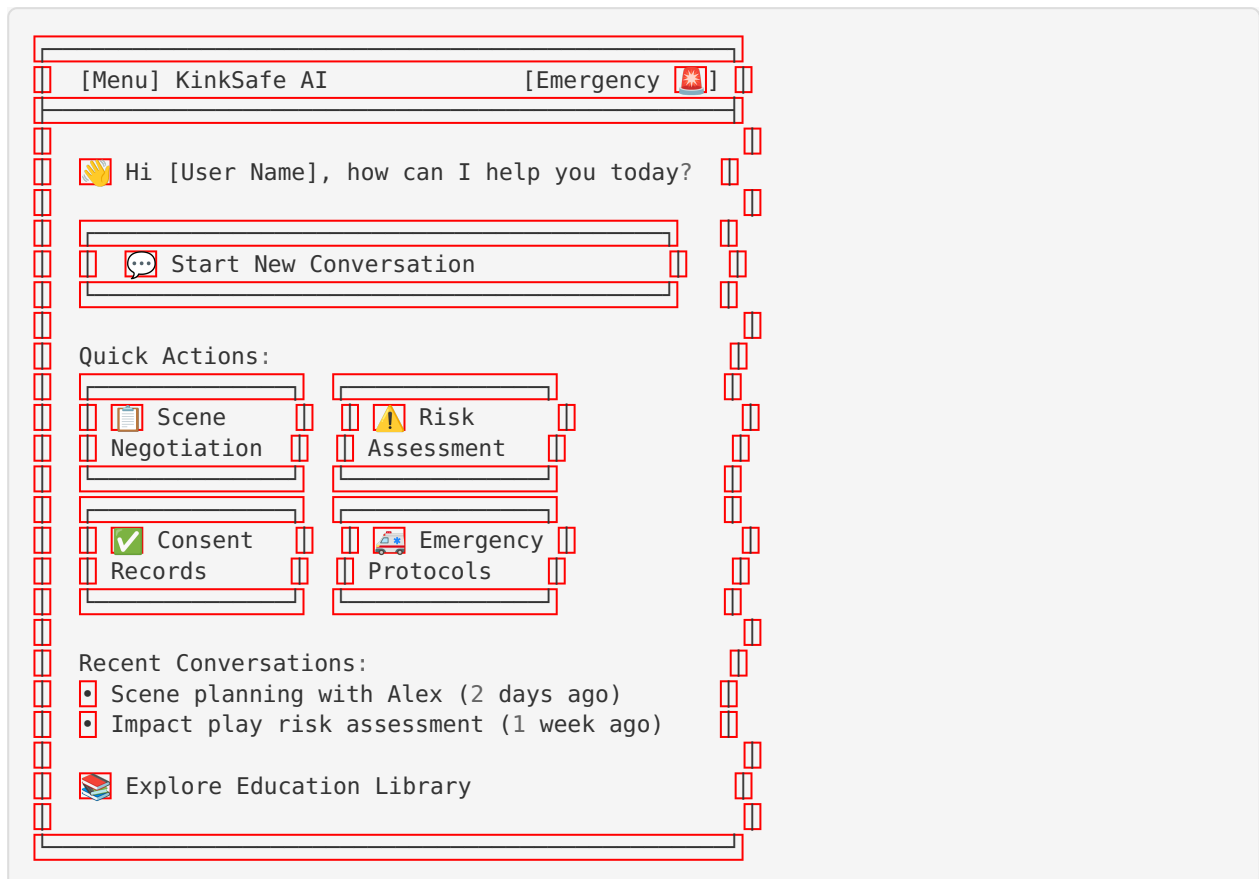 [Menu] KinkSafe AI [Emergency 🚨]
👋 Hi [User Name], how can I help you today?
💬 Start New Conversation
Quick Actions:
📋 Scene ⚠️ Risk
Negotiation Assessment
✅ Consent 🚑 Emergency
Records Protocols
Recent Conversations:
• Scene planning with Alex (2 days ago)
• Impact play risk assessment (1 week ago)
📚 Explore Education Library